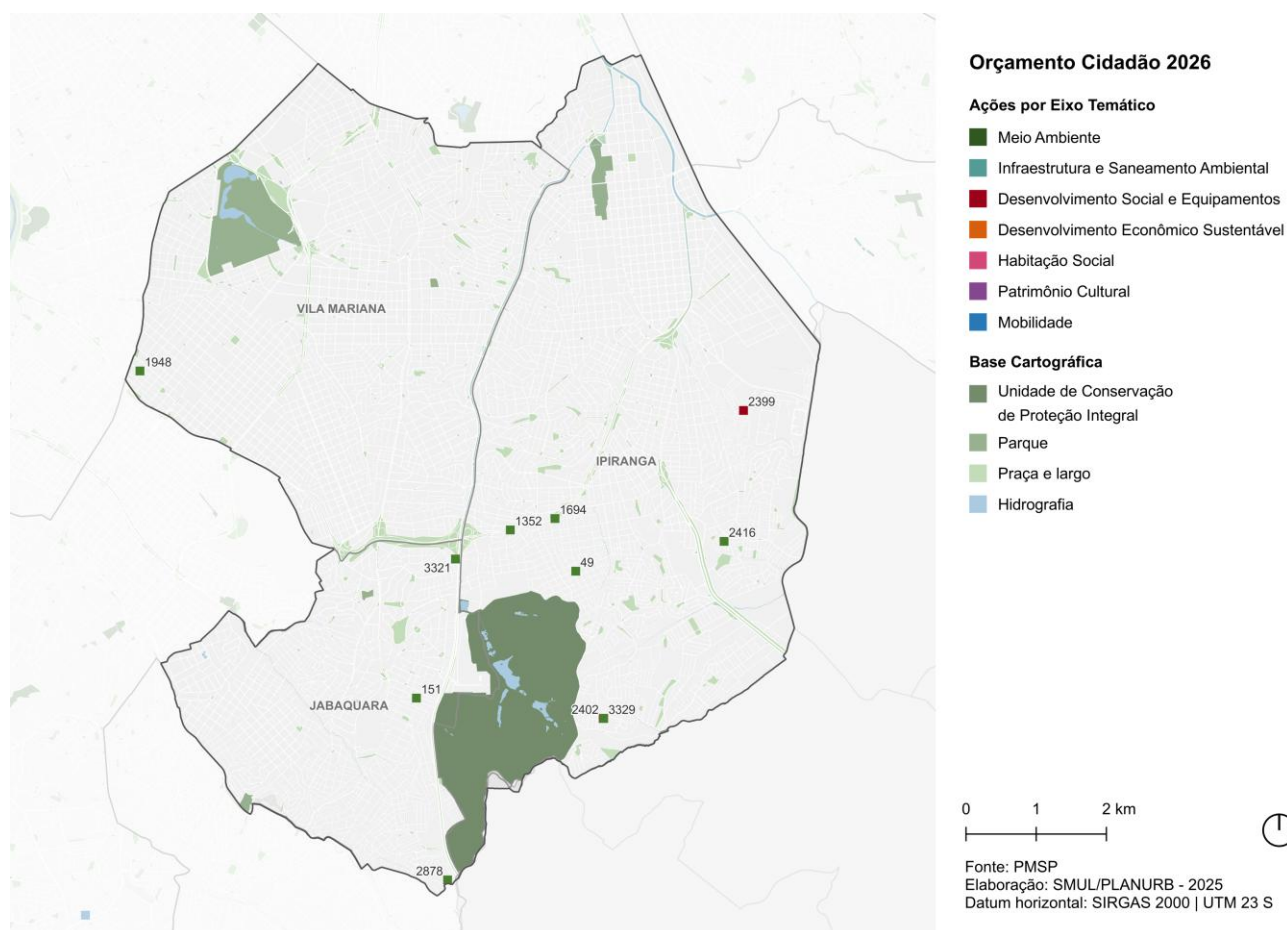 Orçamento Cidadão 2026
Ações por Eixo Temático
Meio Ambiente
Infraestrutura e Saneamento Ambiental
Desenvolvimento Social e Equipamentos
Desenvolvimento Econômico Sustentável
Habitação Social
Patrimônio Cultural
Mobilidade
Base Cartográfica
Unidade de Conservação
de Proteção Integral
Parque
Praça e largo
Hidrografia
VILA MARIANA
1948
2399
IPIRANGA
1694
1352
2416
3321
49
151
JABAQUARA
2402 3329
2878
0 1 2 km
Fonte: PMSP
Elaboração: SMUL/PLANURB - 2025
Datum horizontal: SIRGAS 2000 | UTM 23 S